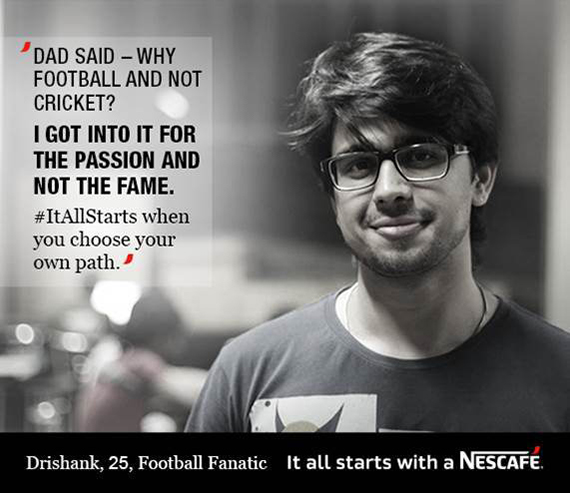 DAD SAID – WHY
FOOTBALL AND NOT
CRICKET?
I GOT INTO IT FOR
THE PASSION AND
NOT THE FAME.
#ItAllStarts when
you choose your
own path.
Drishank, 25, Football Fanatic It all starts with a NESCAFÉ.